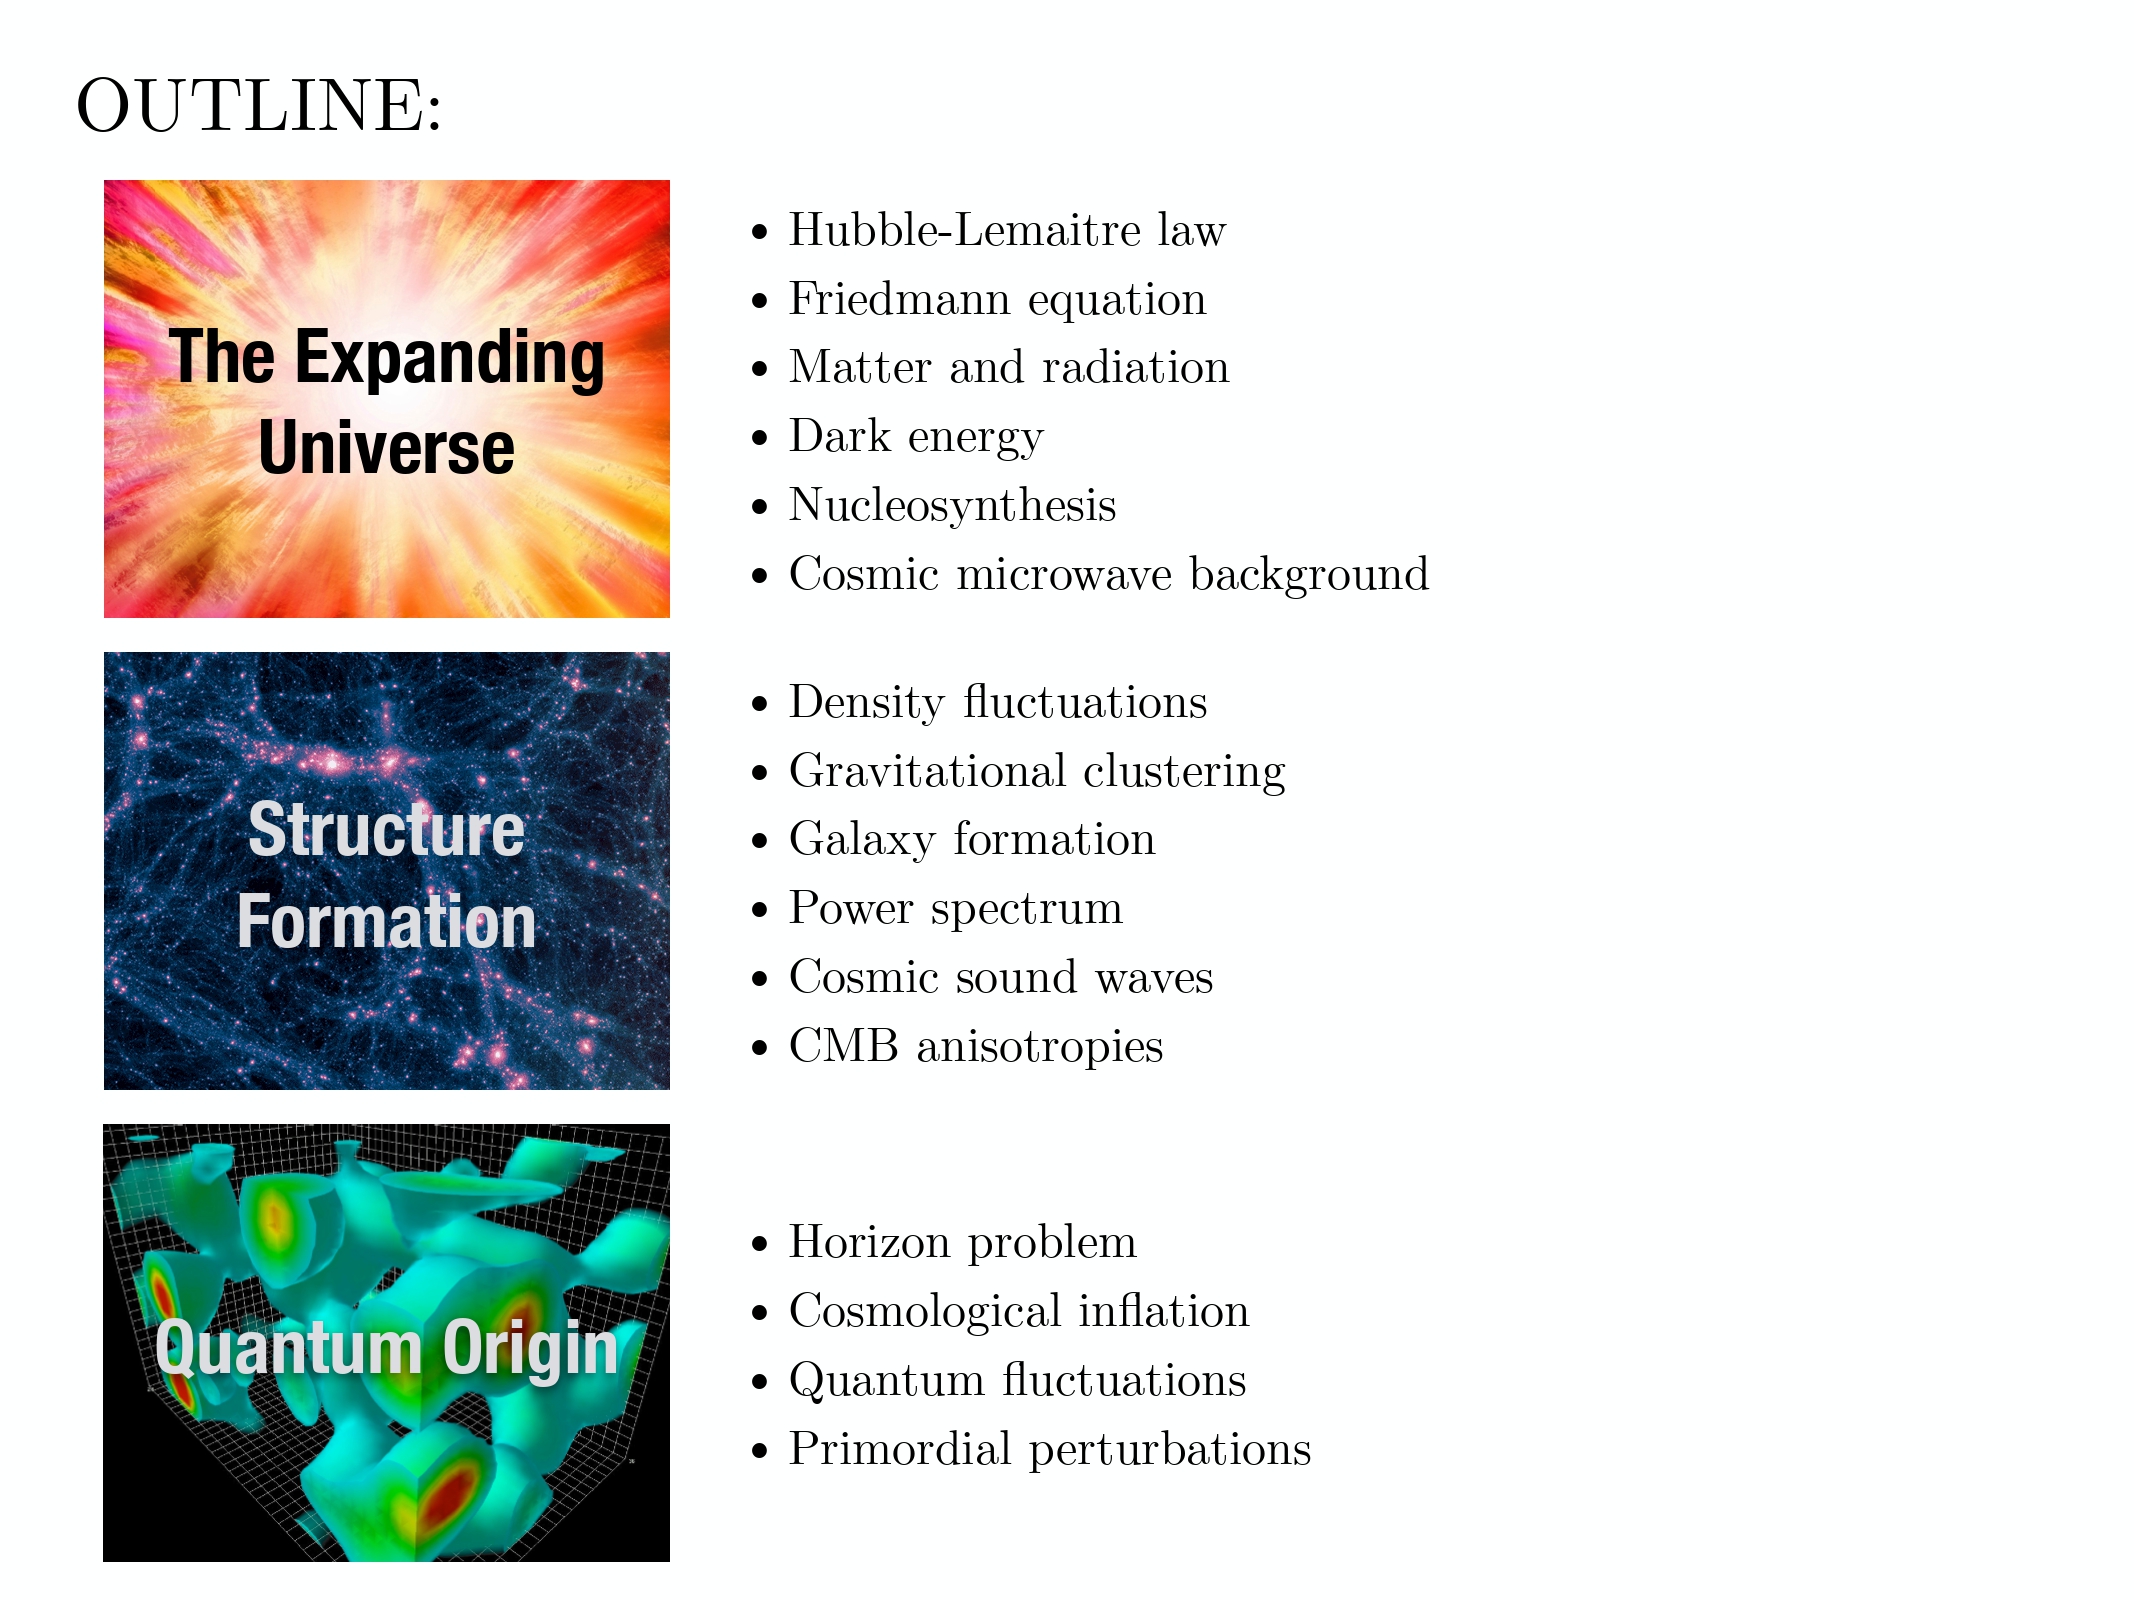 OUTLINE:
The Expanding
Universe
• Hubble-Lemaitre law
• Friedmann equation
• Matter and radiation
• Dark energy
• Nucleosynthesis
• Cosmic microwave background
Structure
Formation
• Density fluctuations
• Gravitational clustering
• Galaxy formation
• Power spectrum
• Cosmic sound waves
• CMB anisotropies
Quantum Origin
• Horizon problem
• Cosmological inflation
• Quantum fluctuations
• Primordial perturbations